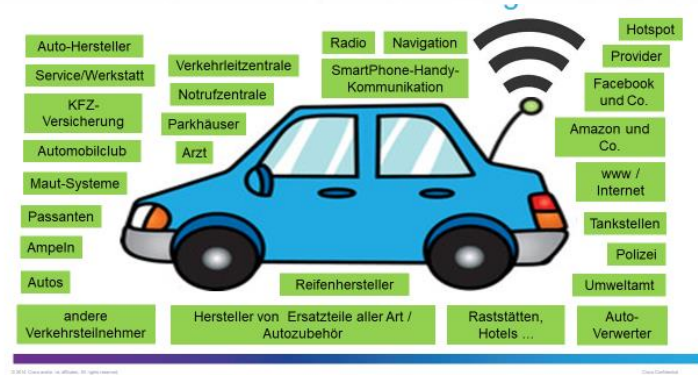 Auto-Hersteller
Service/Werkstatt
KFZ-
Versicherung
Automobilclub
Maut-Systeme
Passanten
Ampeln
Autos
andere
Verkehrsteilnehmer
Verkehrleitzentrale
Notrufzentrale
Parkhäuser
Arzt
Radio
Navigation
SmartPhone-Handy-
Kommunikation
Hotspot
Provider
Facebook
und Co.
Amazon und
Co.
www /
Internet
Tankstellen
Polizei
Umweltamt
Auto-
Verwerter
Reifenhersteller
Hersteller von Ersatzteile aller Art /
Autozubehör
Raststätten,
Hotels ...
Cisco Confidential